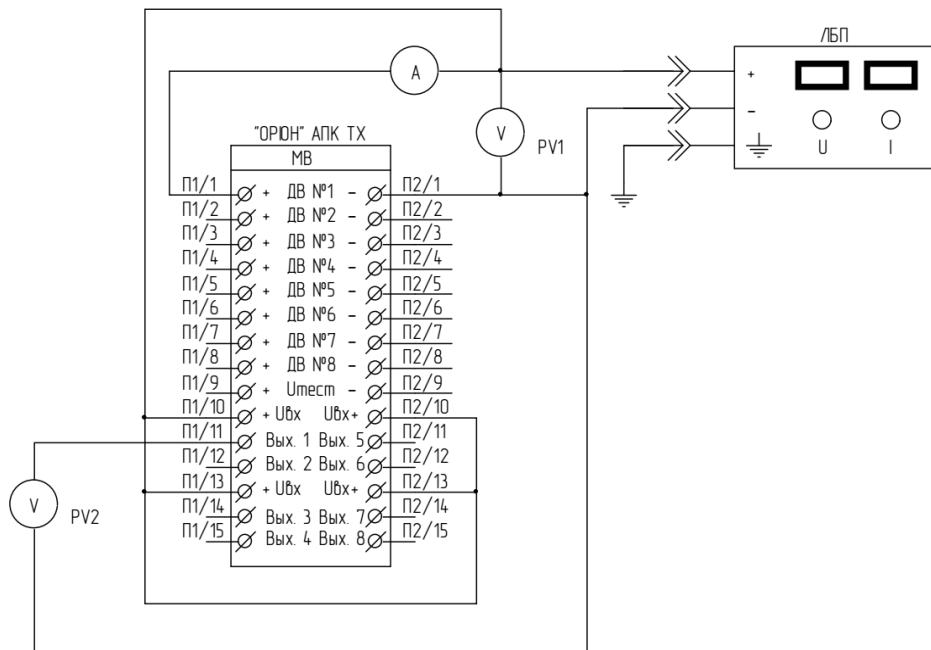 ЛБП
A
+
V
PV1
-
U I
"ОРІОН" АПК ТХ
МВ
П1/1 + ДВ №1 - П2/1
П1/2 + ДВ №2 - П2/2
П1/3 + ДВ №3 - П2/3
П1/4 + ДВ №4 - П2/4
П1/5 + ДВ №5 - П2/5
П1/6 + ДВ №6 - П2/6
П1/7 + ДВ №7 - П2/7
П1/8 + ДВ №8 - П2/8
П1/9 + Uтест - П2/9
П1/10 + Uвх Uвх+ П2/10
П1/11 Вых. 1 Вых. 5 П2/11
П1/12 Вых. 2 Вых. 6 П2/12
П1/13 + Uвх Uвх+ П2/13
П1/14 Вых. 3 Вых. 7 П2/14
П1/15 Вых. 4 Вых. 8 П2/15
V
PV2